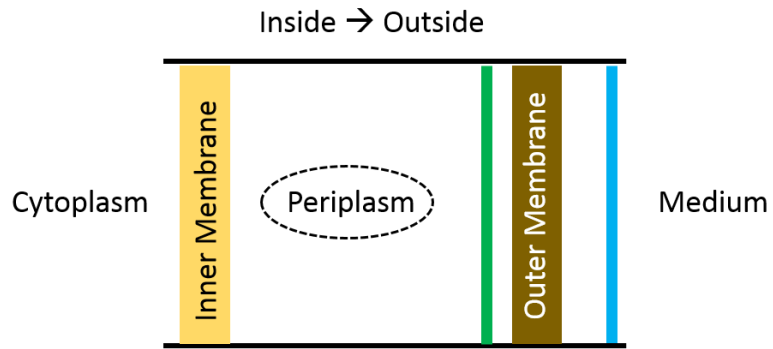 Inside → Outside
Cytoplasm
Inner Membrane
Periplasm
Outer Membrane
Medium